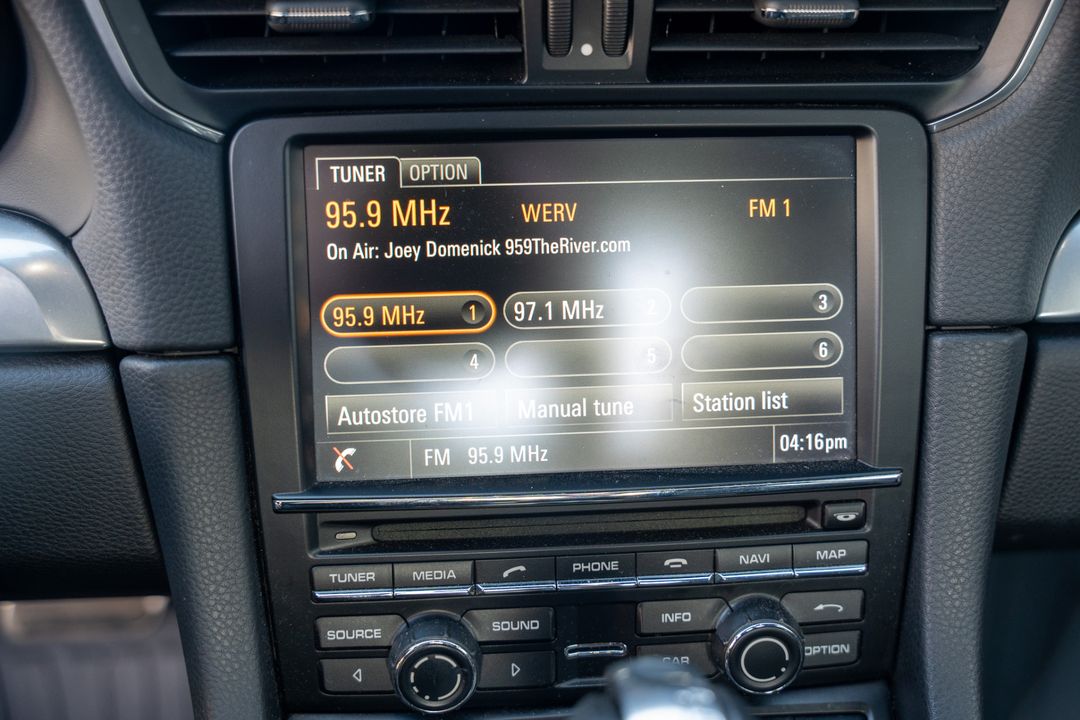 TUNER OPTION
95.9 MHz WERV FM 1
On Air: Joey Domenick 959TheRiver.com
95.9 MHz 1 97.1 MHz 2 3
4 5 6
Autostore FM1 Manual tune Station list
FM 95.9 MHz 04:16pm
TUNER MEDIA PHONE NAVI MAP
SOURCE SOUND INFO
CAR OPTION